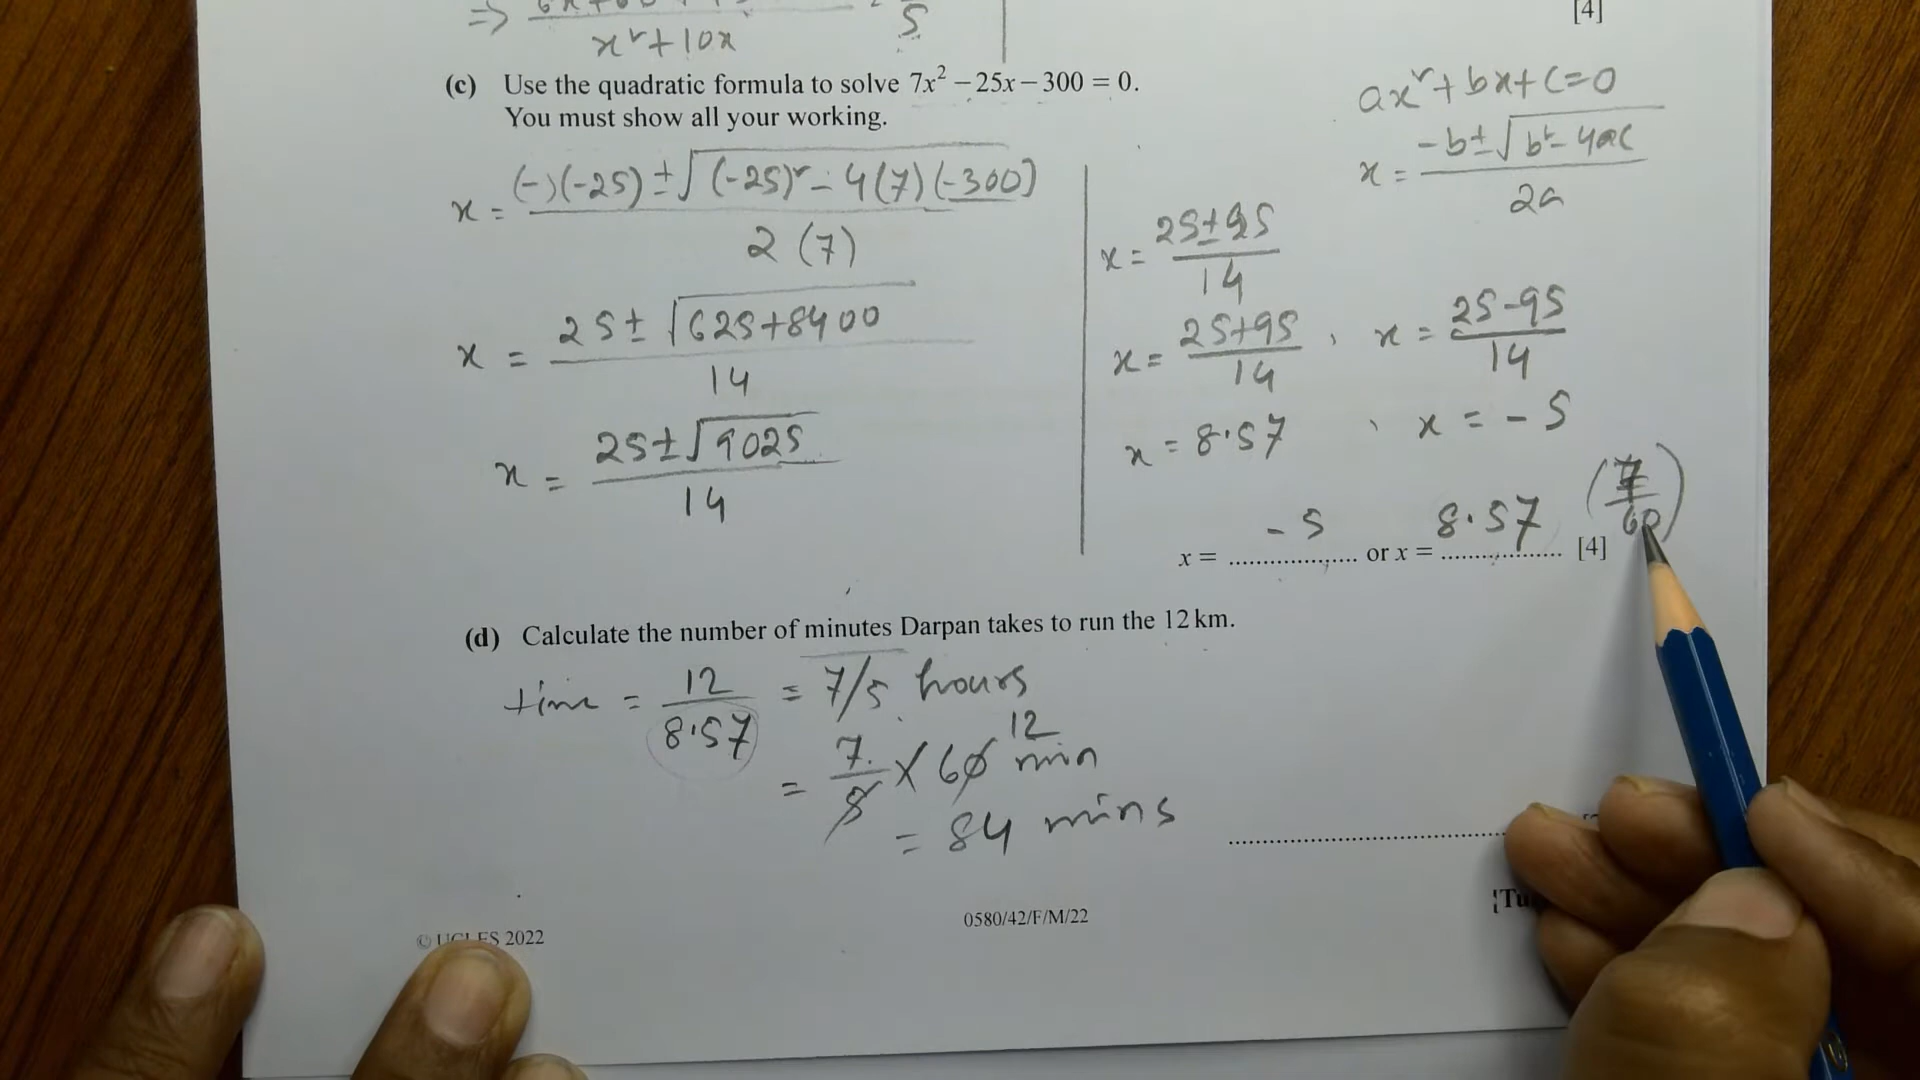 x² + 10x
5
[4]
(c) Use the quadratic formula to solve 7x² − 25x − 300 = 0.
You must show all your working.
ax² + bx + c = 0
x = (-b ± √(b² - 4ac)) / 2a
x = ((-)(-25) ± √((-25)² - 4(7)(-300))) / 2(7)
x = (25 ± √(625+8400)) / 14
x = (25 ± √9025) / 14
x = (25 ± 95) / 14
x = (25+95) / 14 , x = (25-95) / 14
x = 8.57 , x = -5
x = -5 or x = 8.57 [4]
60
(d) Calculate the number of minutes Darpan takes to run the 12 km.
time = 12 / 8.57 = 7/5 hours
12
= 7/5 × 60 min
= 84 mins
© UCLES 2022
0580/42/F/M/22